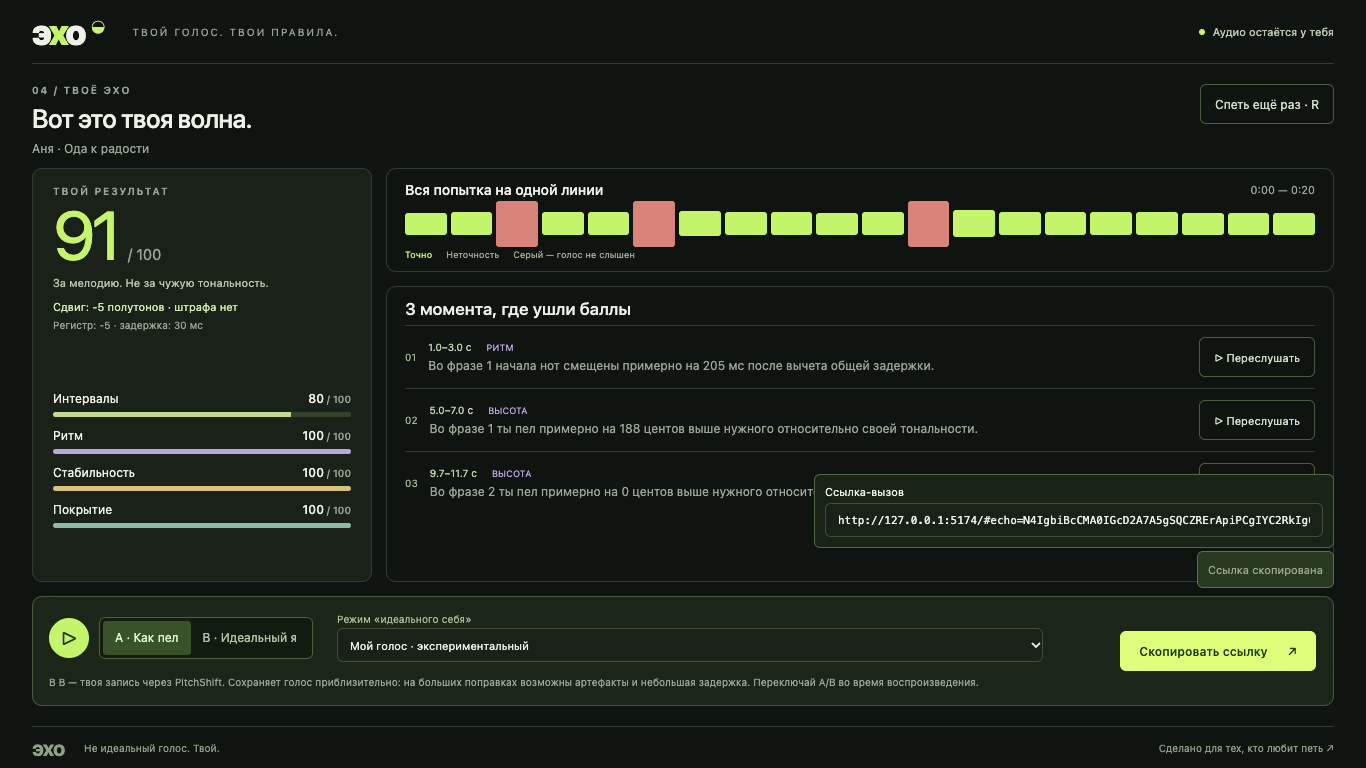 ЭХО
ТВОЙ ГОЛОС. ТВОИ ПРАВИЛА.
Аудио остаётся у тебя
04 / ТВОЁ ЭХО
Вот это твоя волна.
Аня · Ода к радости
Спеть ещё раз · R
ТВОЙ РЕЗУЛЬТАТ
91 / 100
За мелодию. Не за чужую тональность.
Сдвиг: -5 полутонов · штрафа нет
Регистр: -5 · задержка: 30 мс
Интервалы 80 / 100
Ритм 100 / 100
Стабильность 100 / 100
Покрытие 100 / 100
Вся попытка на одной линии
0:00 — 0:20
Точно Неточность Серый — голос не слышен
3 момента, где ушли баллы
01 1.0–3.0 с РИТМ
Во фразе 1 начала нот смещены примерно на 205 мс после вычета общей задержки.
Переслушать
02 5.0–7.0 с ВЫСОТА
Во фразе 1 ты пел примерно на 188 центов выше нужного относительно своей тональности.
Переслушать
03 9.7–11.7 с ВЫСОТА
Во фразе 2 ты пел примерно на 0 центов выше нужного относит
Ссылка-вызов
http://127.0.0.1:5174/#echo=N4IgbiBcCMA0IGcD2A7A5gSQCZRErApiPCgIYC2RkIg
Ссылка скопирована
A · Как пел
B · Идеальный я
Режим «идеального себя»
Мой голос · экспериментальный
Скопировать ссылку ↗
В B — твоя запись через PitchShift. Сохраняет голос приблизительно: на больших поправках возможны артефакты и небольшая задержка. Переключай A/B во время воспроизведения.
ЭХО
Не идеальный голос. Твой.
Сделано для тех, кто любит петь ↗